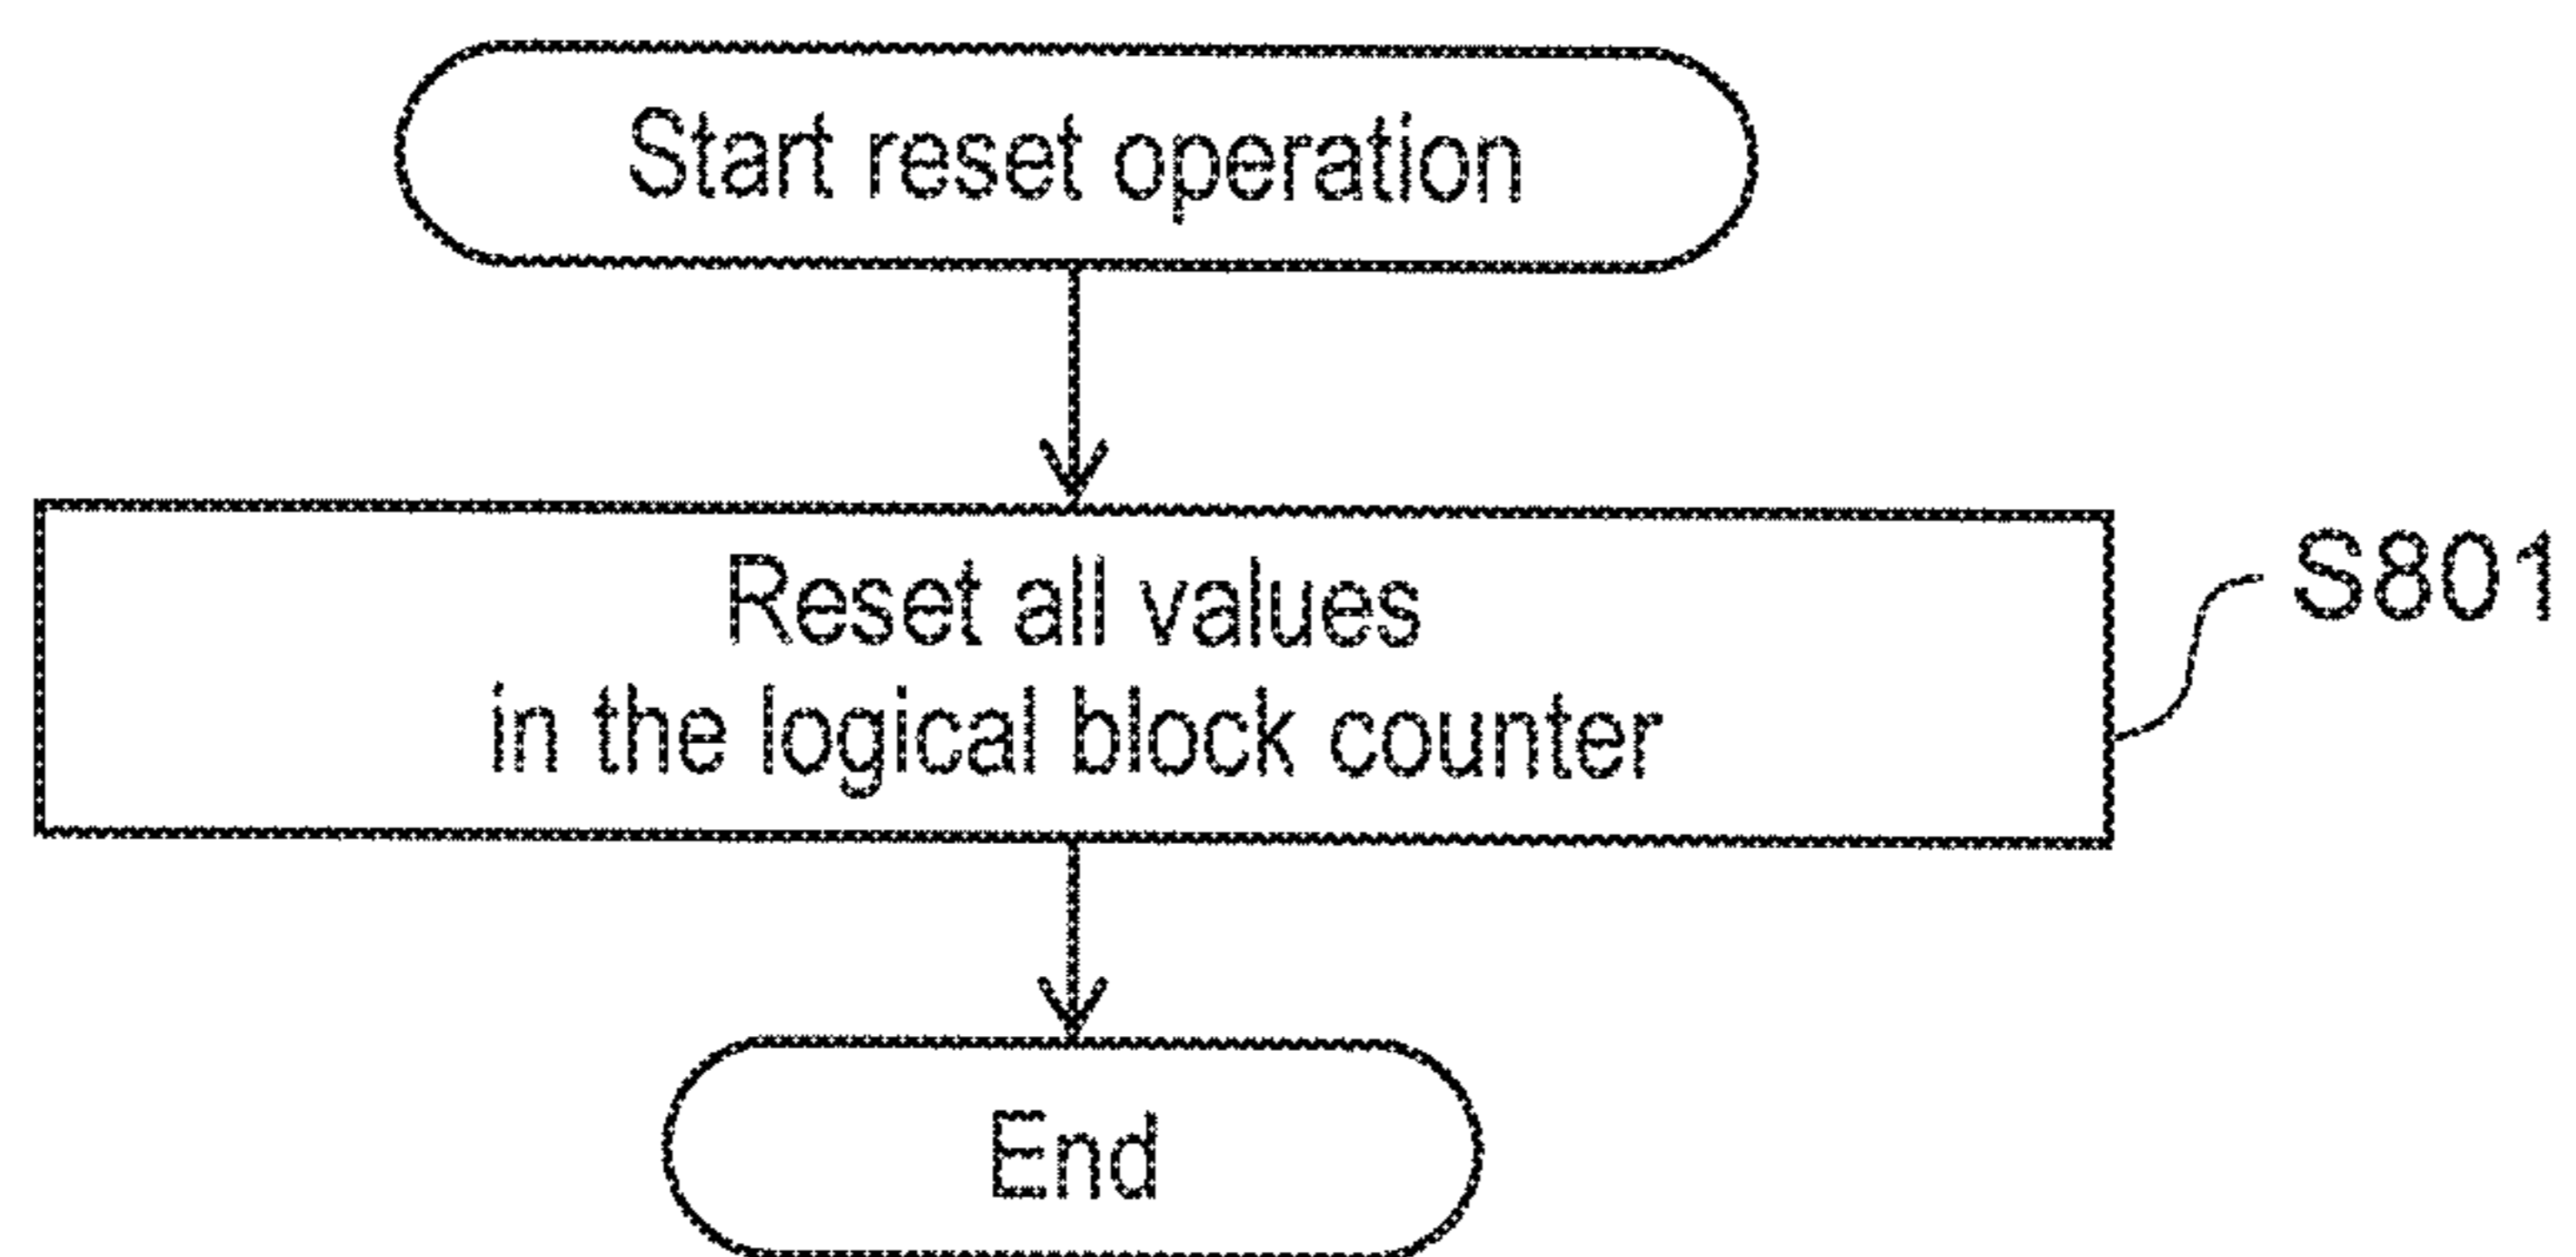 Start reset operation
Reset all values
in the logical block counter
S801
End